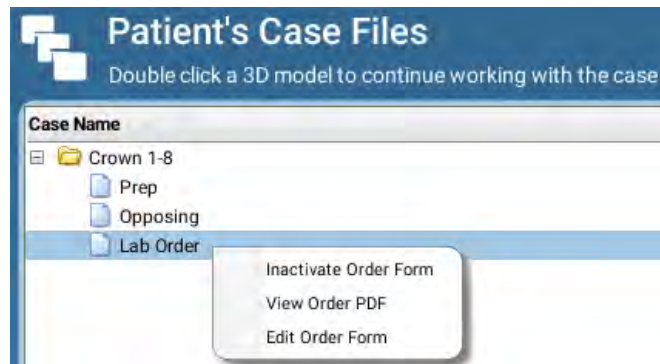 Patient's Case Files
Double click a 3D model to continue working with the case
Case Name
Crown 1-8
Prep
Opposing
Lab Order
Inactivate Order Form
View Order PDF
Edit Order Form